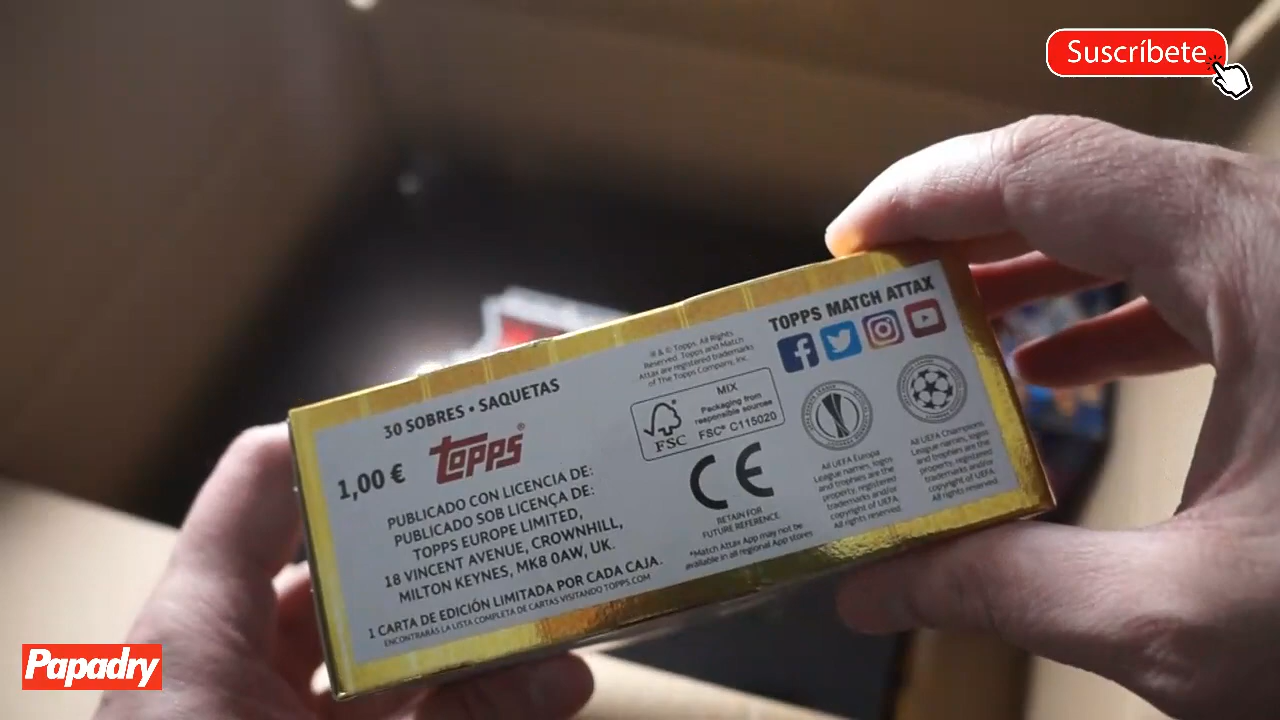 Suscríbete
30 SOBRES • SAQUETAS
1,00 €
Topps®
PUBLICADO CON LICENCIA DE:
PUBLICADO SOB LICENÇA DE:
TOPPS EUROPE LIMITED,
18 VINCENT AVENUE, CROWNHILL,
MILTON KEYNES, MK8 0AW, UK.
1 CARTA DE EDICIÓN LIMITADA POR CADA CAJA.
ENCONTRARÁS LA LISTA COMPLETA DE CARTAS VISITANDO TOPPS.COM
® & © Topps. All Rights
Reserved. Topps and Match
Attax are registered trademarks
of The Topps Company, Inc.
FSC
MIX
Packaging from
responsible sources
FSC® C115020
CE
RETAIN FOR
FUTURE REFERENCE.
*Match Attax App may not be
available in all regional App stores
TOPPS MATCH ATTAX
All UEFA Europa
League names, logos
and trophies are the
property, registered
trademarks and/or
copyright of UEFA.
All rights reserved.
All UEFA Champions
League names, logos
and trophies are the
property, registered
trademarks and/or
copyright of UEFA.
All rights reserved.
Papadry